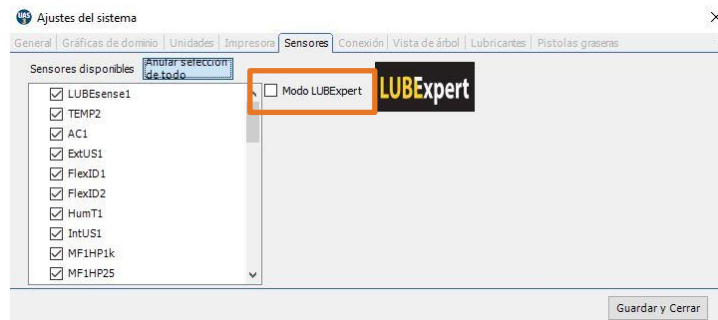 UAS Ajustes del sistema
General Gráficas de dominio Unidades Impresora Sensores Conexión Vista de árbol Lubricantes Pistolas graseras
Sensores disponibles
Anular selección
de todo
LUBEsense1
TEMP2
AC1
ExtUS1
FlexID1
FlexID2
HumT1
IntUS1
MF1HP1k
MF1HP25
Modo LUBExpert
LUBExpert
Guardar y Cerrar